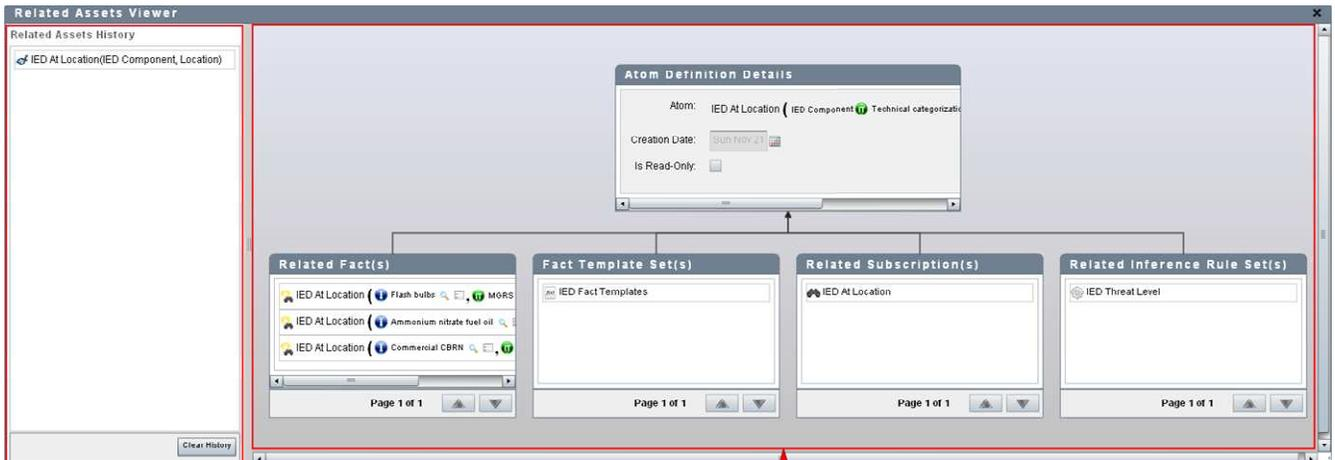 Related Assets Viewer
Related Assets History
IED At Location(IED Component, Location)
Clear History
Atom Definition Details
Atom: IED At Location ( IED Component Technical categorizatio
Creation Date: Sun Nov 21
Is Read-Only:
Related Fact(s)
IED At Location ( Flash bulbs , MGRS
IED At Location ( Ammonium nitrate fuel oil
IED At Location ( Commercial CBRN ,
Page 1 of 1
Fact Template Set(s)
IED Fact Templates
Page 1 of 1
Related Subscription(s)
IED At Location
Page 1 of 1
Related Inference Rule Set(s)
IED Threat Level
Page 1 of 1